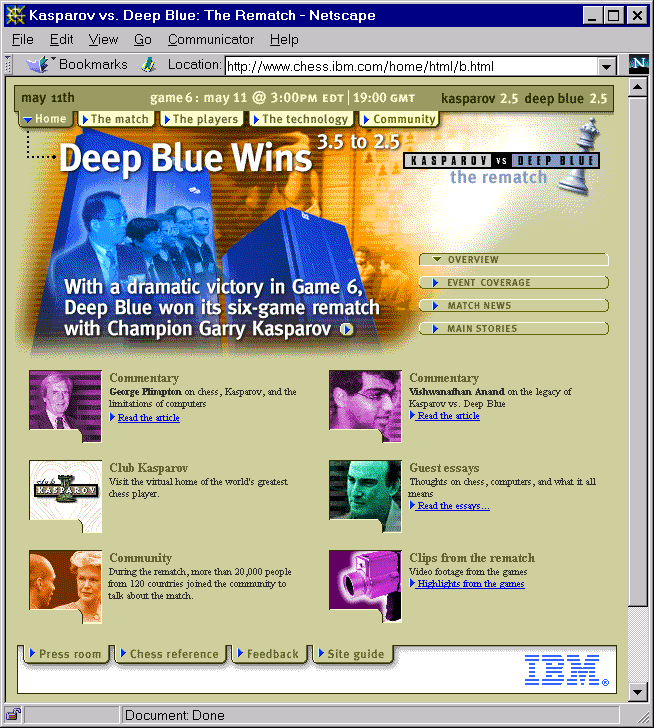 Kasparov vs. Deep Blue: The Rematch - Netscape
File Edit View Go Communicator Help
Bookmarks Location: http://www.chess.ibm.com/home/html/b.html N
may 11th game 6: may 11 @ 3:00PM EDT | 19:00 GMT kasparov 2.5 deep blue 2.5
Home The match The players The technology Community
Deep Blue Wins 3.5 to 2.5
KASPAROV VS DEEP BLUE
the rematch
With a dramatic victory in Game 6,
Deep Blue won its six-game rematch
with Champion Garry Kasparov
OVERVIEW
EVENT COVERAGE
MATCH NEWS
MAIN STORIES
Commentary
George Plimpton on chess, Kasparov, and the
limitations of computers
Read the article
Commentary
Vishwanathan Anand on the legacy of
Kasparov vs. Deep Blue
Read the article
Club KASPAROV
Club Kasparov
Visit the virtual home of the world's greatest
chess player.
Guest essays
Thoughts on chess, computers, and what it all
means
Read the essays...
Community
During the rematch, more than 20,000 people
from 120 countries joined the community to
talk about the match.
Clips from the rematch
Video footage from the games
Highlights from the games
Press room Chess reference Feedback Site guide
IBM®
Document: Done